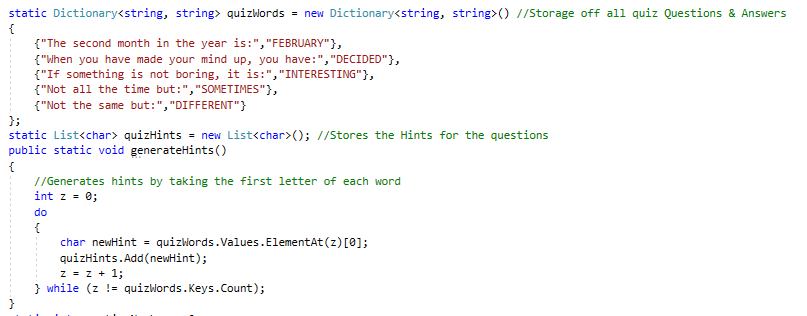 static Dictionary<string, string> quizWords = new Dictionary<string, string>() //Storage off all quiz Questions & Answers
{
{"The second month in the year is:","FEBRUARY"},
{"When you have made your mind up, you have:","DECIDED"},
{"If something is not boring, it is:","INTERESTING"},
{"Not all the time but:","SOMETIMES"},
{"Not the same but:","DIFFERENT"}
};
static List<char> quizHints = new List<char>(); //Stores the Hints for the questions
public static void generateHints()
{
//Generates hints by taking the first letter of each word
int z = 0;
do
{
char newHint = quizWords.Values.ElementAt(z)[0];
quizHints.Add(newHint);
z = z + 1;
} while (z != quizWords.Keys.Count);
}